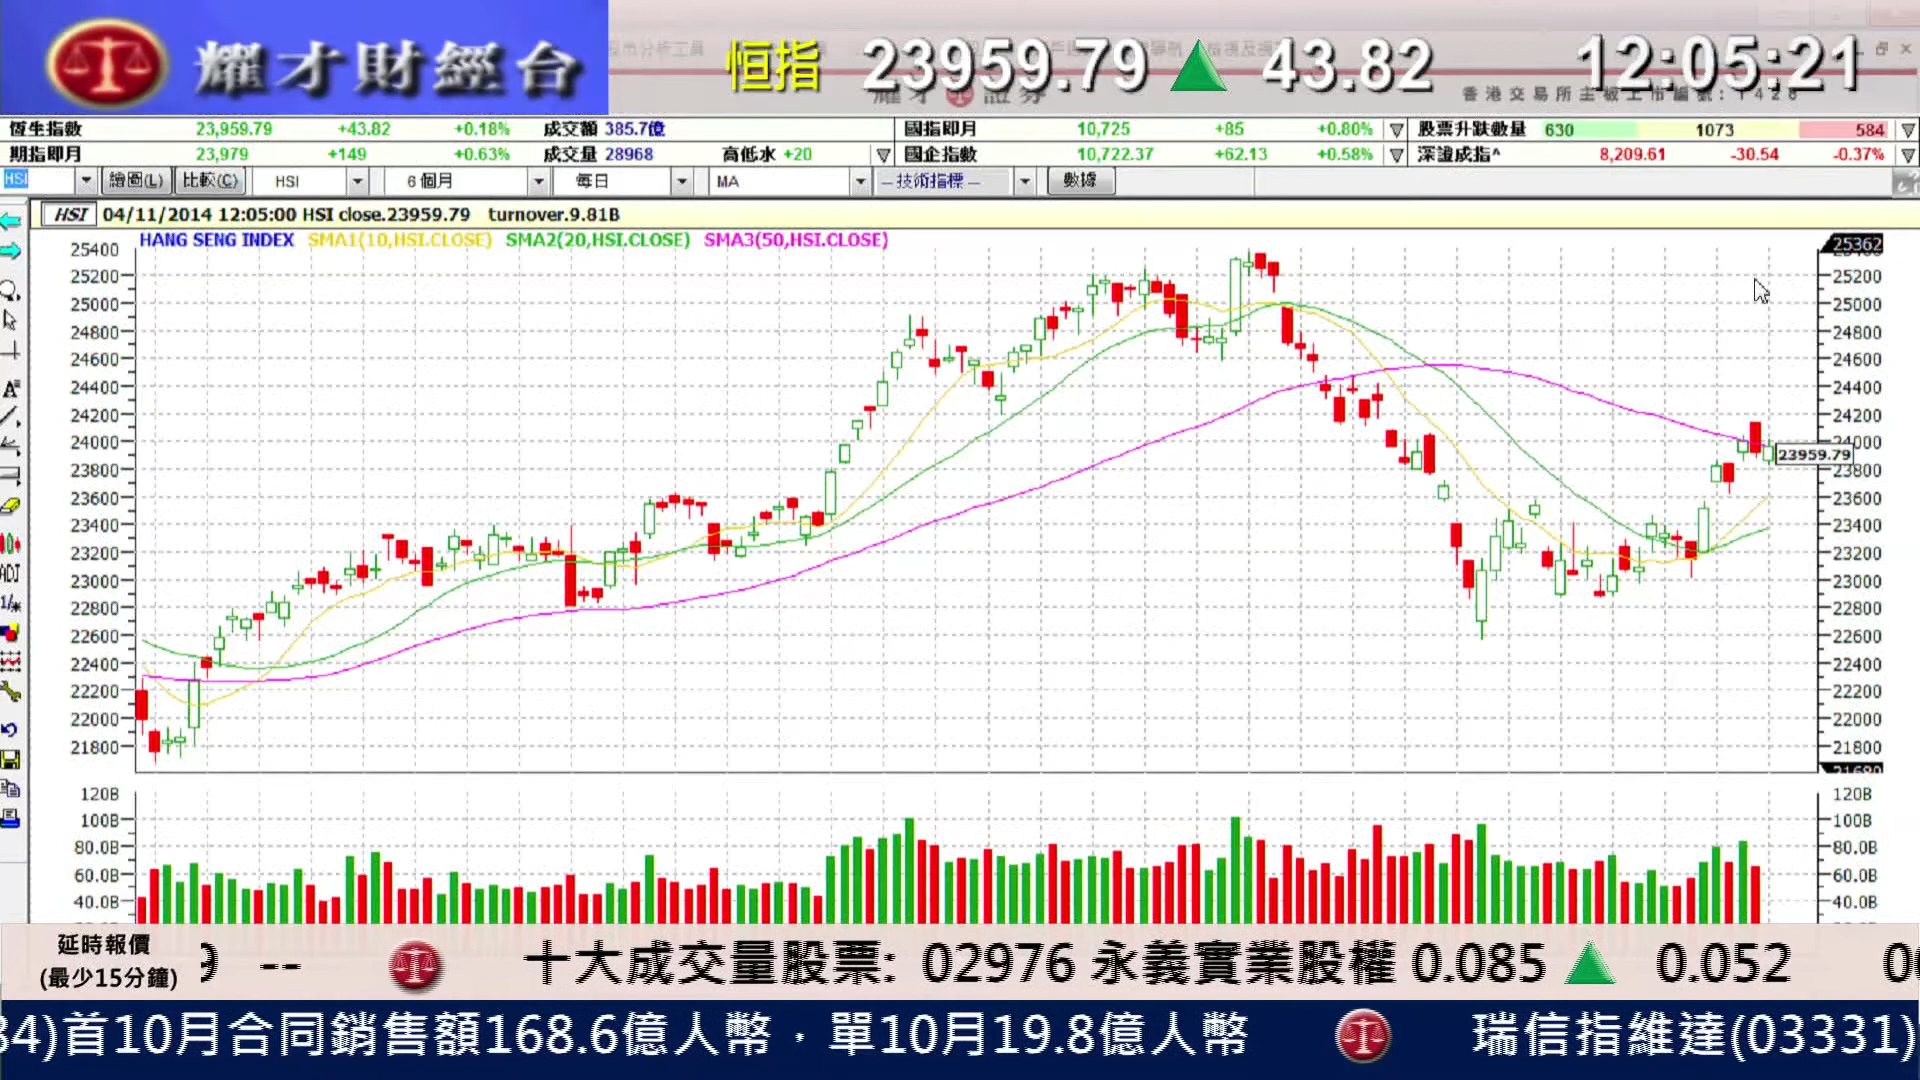 耀才財經台
恒指 23959.79 ▲ 43.82 12:05:21
恆生指數 23,959.79 +43.82 +0.18% 成交額 385.7億 國指即月 10,725 +85 +0.80% 股票升跌數量 630 1073 584
期指即月 23,979 +149 +0.63% 成交量 28968 高低水 +20 國企指數 10,722.37 +62.13 +0.58% 深證成指^ 8,209.61 -30.54 -0.37%
HSI 繪圖(L) 比較(C) HSI 6 個月 每日 MA -- 技術指標 -- 數據
HSI 04/11/2014 12:05:00 HSI close.23959.79 turnover.9.81B
HANG SENG INDEX SMA1(10,HSI.CLOSE) SMA2(20,HSI.CLOSE) SMA3(50,HSI.CLOSE)
25362
25400
25200 25200
25000 25000
24800 24800
24600 24600
24400 24400
24200 24200
24000 24000
23959.79
23800 23800
23600 23600
23400 23400
23200 23200
23000 23000
22800 22800
22600 22600
22400 22400
22200 22200
22000 22000
21800 21800
120B 120B
100B 100B
80.0B 80.0B
60.0B 60.0B
40.0B 40.0B
延時報價
(最少15分鐘)
9 -- 十大成交量股票: 02976 永義實業股權 0.085 ▲ 0.052
34)首10月合同銷售額168.6億人幣，單10月19.8億人幣 瑞信指維達(03331)